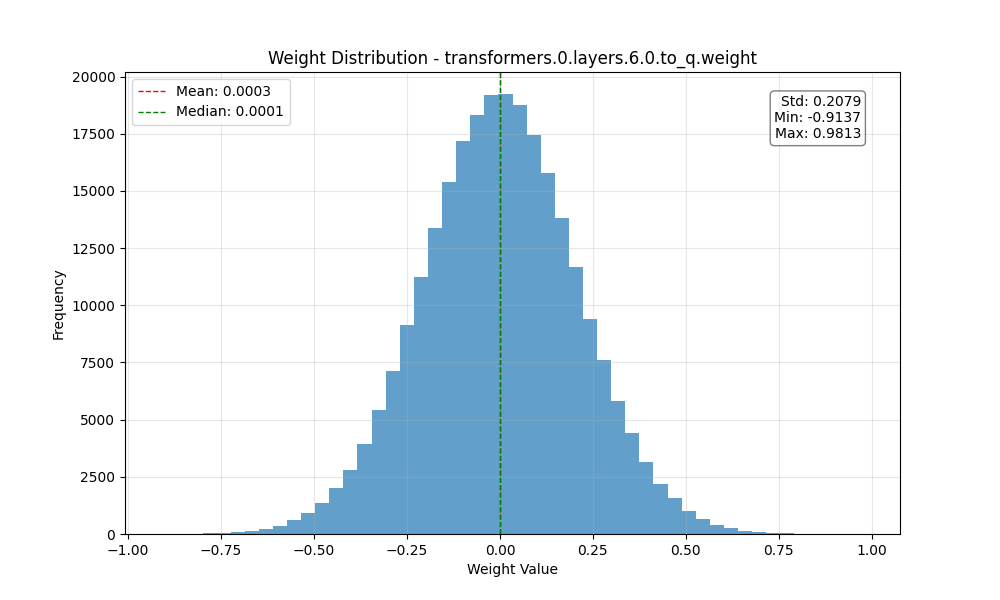 Weight Distribution - transformers.0.layers.6.0.to_q.weight
Mean: 0.0003
Median: 0.0001
Std: 0.2079
Min: -0.9137
Max: 0.9813
Frequency
20000
17500
15000
12500
10000
7500
5000
2500
0
−1.00 −0.75 −0.50 −0.25 0.00 0.25 0.50 0.75 1.00
Weight Value